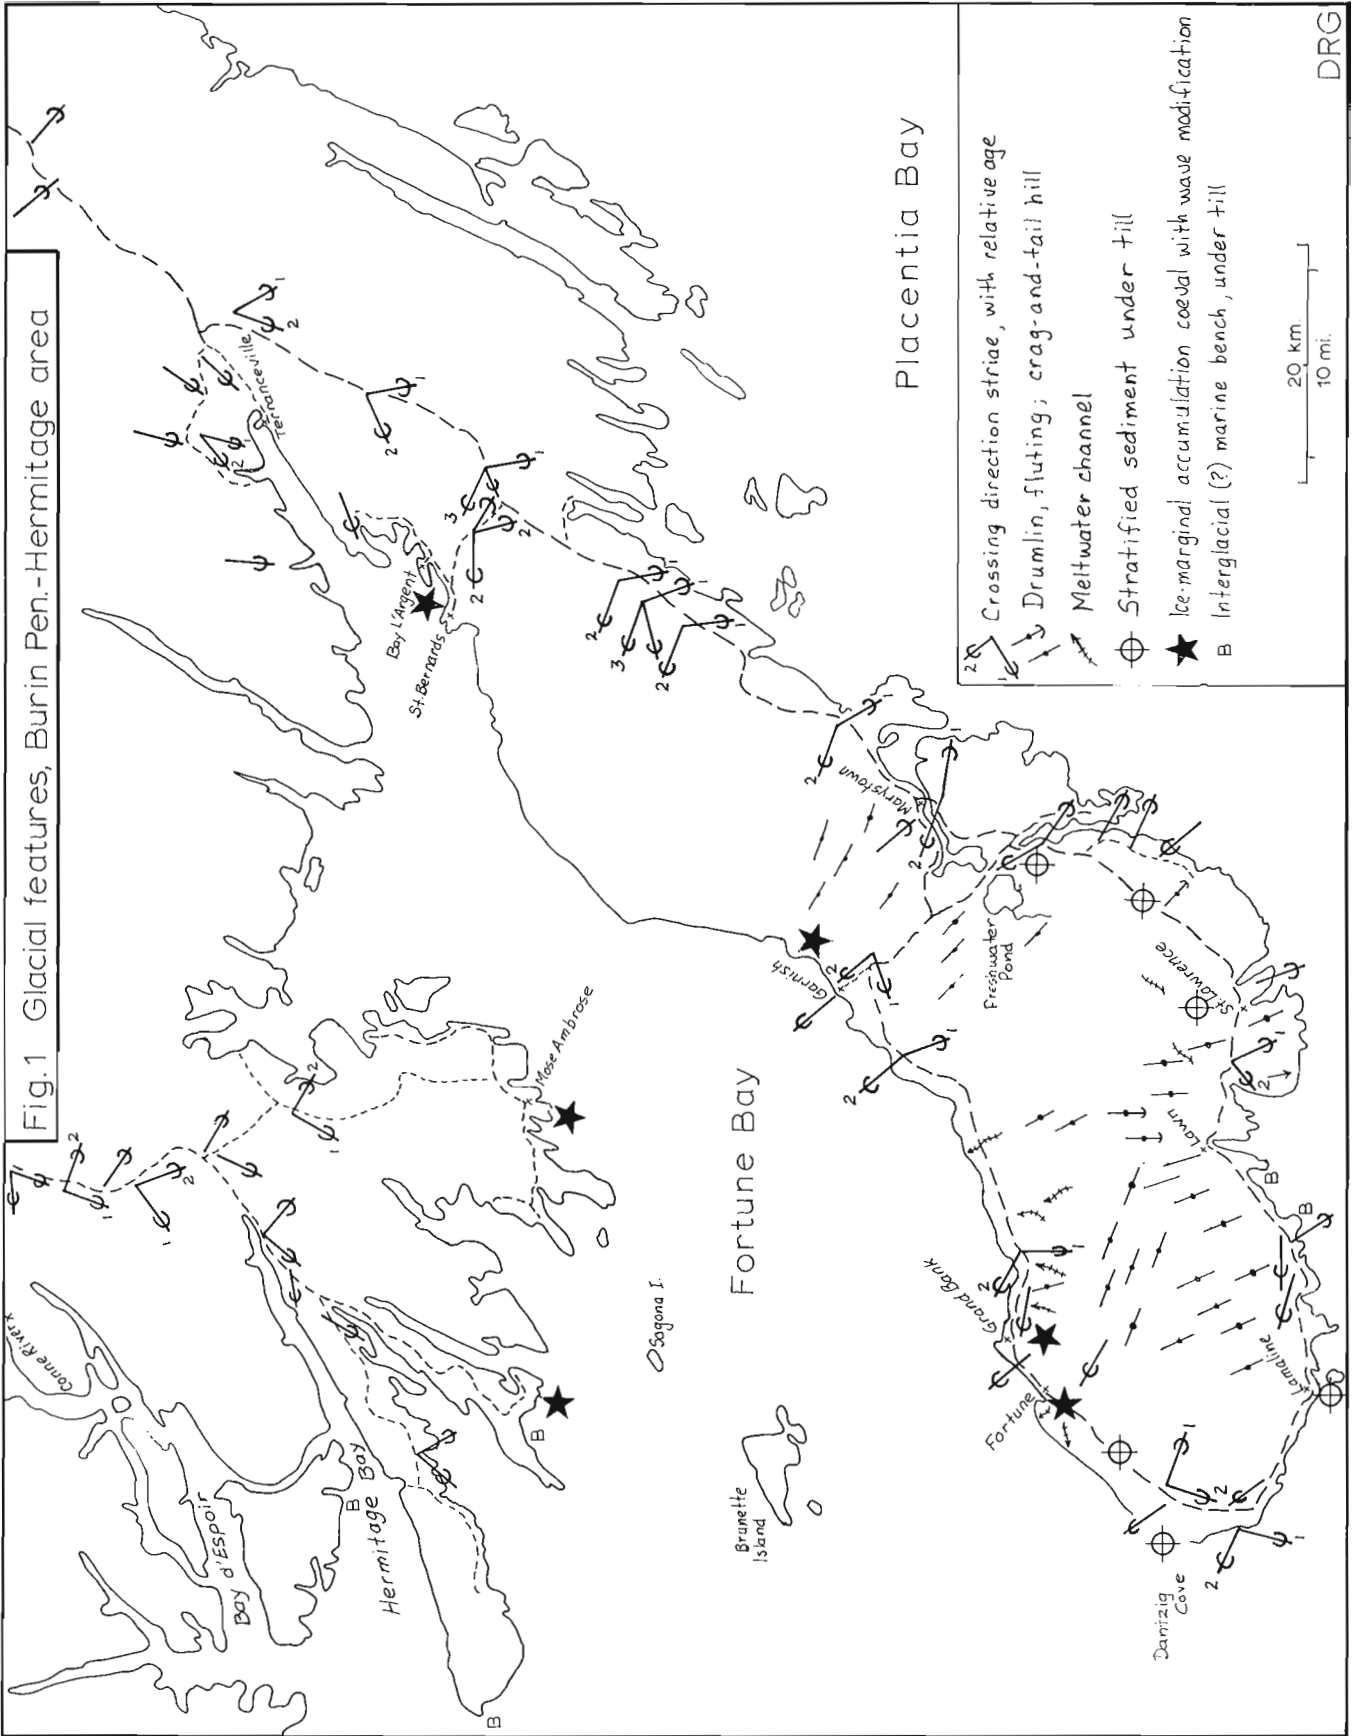 Fig.1 Glacial features, Burin Pen.-Hermitage area
Conne River x
Bay d'Espoir
Hermitage Bay
B
B
B
Mose Ambrose
Sagona I.
Brunette
Island
Fortune Bay
Terrenceville
Bay L'Argent
St. Bernards
Garnish
Marystown
Freshwater
Pond
Grand Bank
Fortune
Dantzig
Cove
Lamaline
Lawn
St. Lawrence
B
B
Placentia Bay
2
1
Crossing direction striae, with relative age
Drumlin, fluting; crag-and-tail hill
Meltwater channel
Stratified sediment under till
Ice-marginal accumulation coeval with wave modification
B Interglacial (?) marine bench, under till
20 km.
10 mi.
DRG